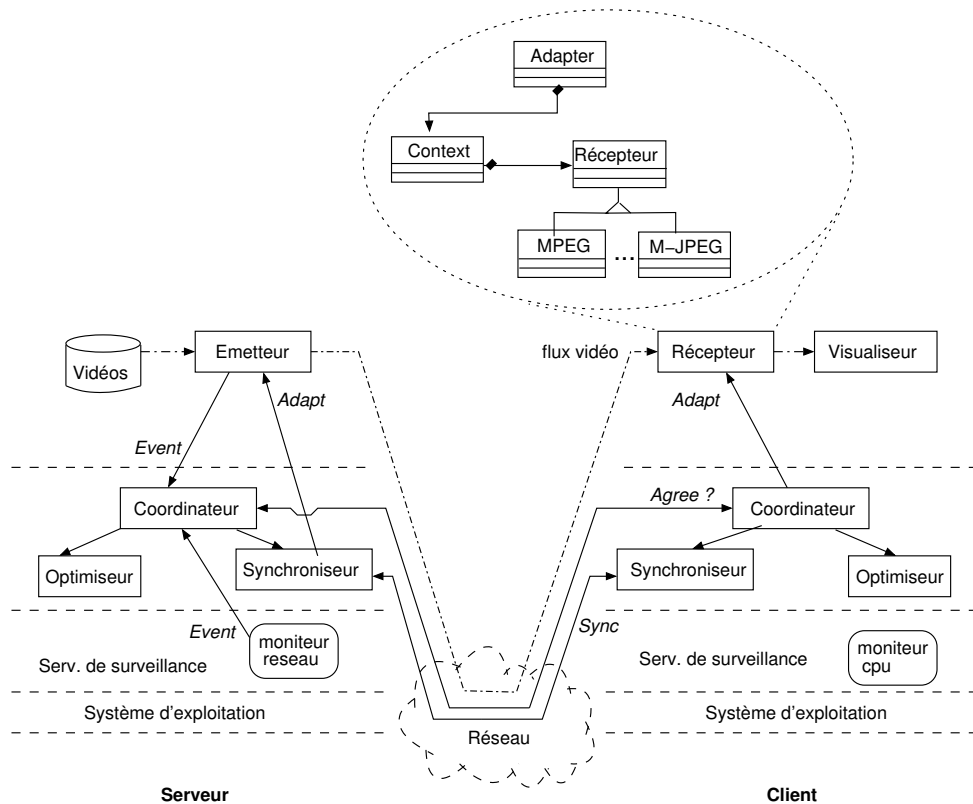 Adapter
Context
Récepteur
MPEG
...
M–JPEG
Vidéos
Emetteur
flux vidéo
Récepteur
Visualiseur
Adapt
Adapt
Event
Coordinateur
Agree ?
Coordinateur
Optimiseur
Synchroniseur
Synchroniseur
Optimiseur
Event
moniteur
reseau
Sync
moniteur
cpu
Serv. de surveillance
Serv. de surveillance
Système d'exploitation
Système d'exploitation
Réseau
Serveur
Client